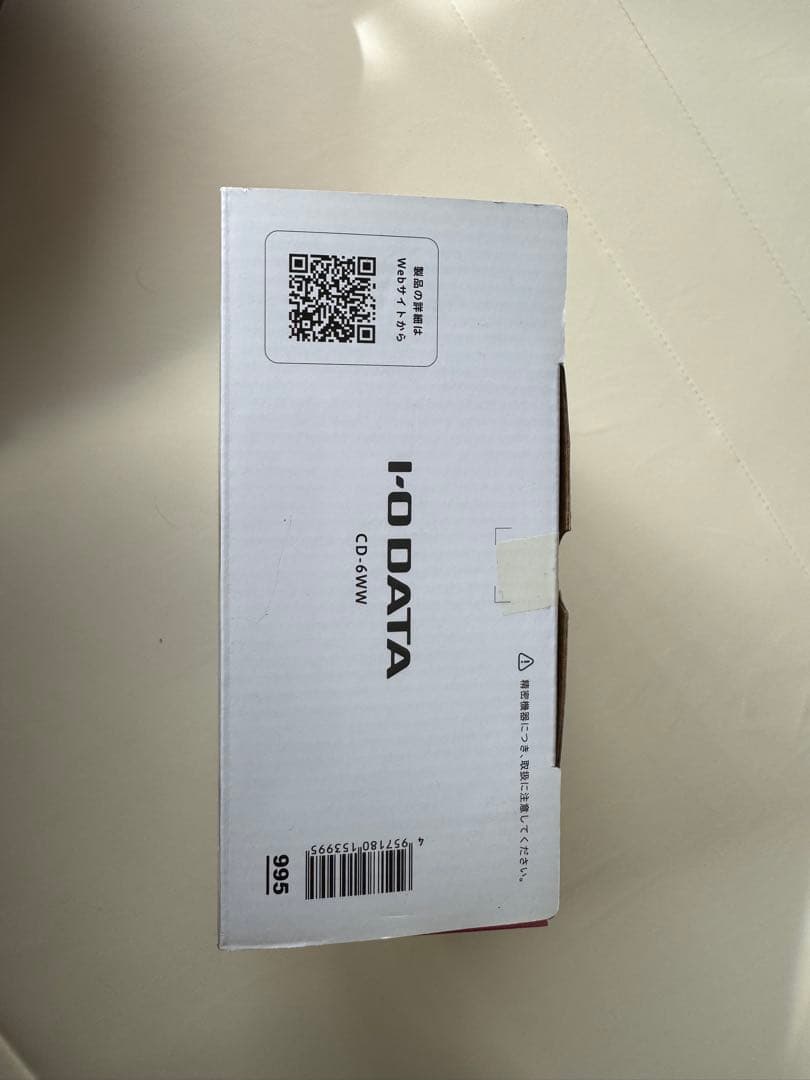 製品の詳細は
Webサイトから
I-O DATA
CD-6WW
精密機器につき、取扱に注意してください。
4 957180 153995
995